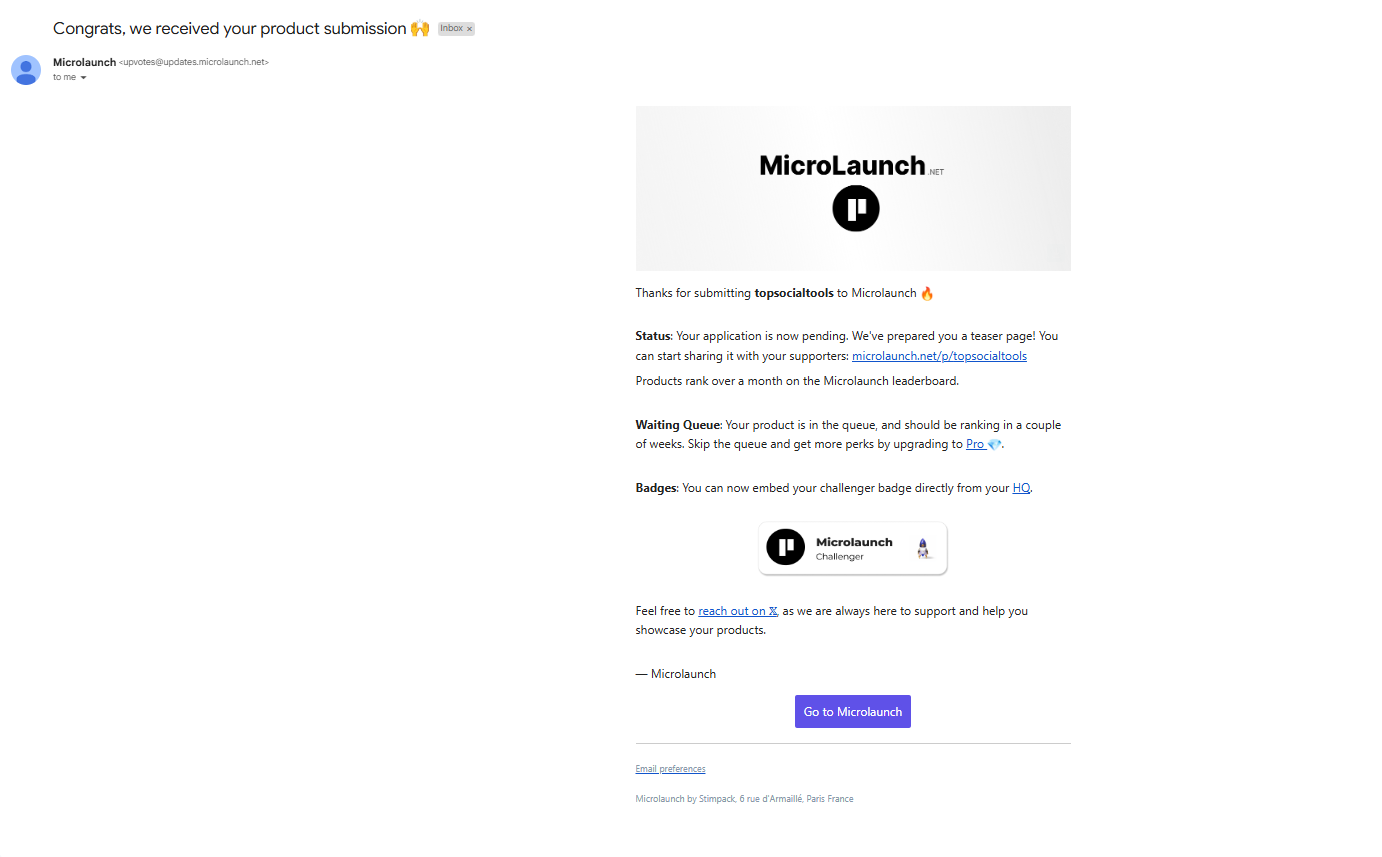 Congrats, we received your product submission 🙌 Inbox ×
Microlaunch <upvotes@updates.microlaunch.net>
to me
MicroLaunch .NET
Thanks for submitting topsocialtools to Microlaunch 🔥
Status: Your application is now pending. We've prepared you a teaser page! You
can start sharing it with your supporters: microlaunch.net/p/topsocialtools
Products rank over a month on the Microlaunch leaderboard.
Waiting Queue: Your product is in the queue, and should be ranking in a couple
of weeks. Skip the queue and get more perks by upgrading to Pro 💎.
Badges: You can now embed your challenger badge directly from your HQ.
Microlaunch
Challenger
Feel free to reach out on 𝕏, as we are always here to support and help you
showcase your products.
— Microlaunch
Go to Microlaunch
Email preferences
Microlaunch by Stimpack, 6 rue d'Armaillé, Paris France